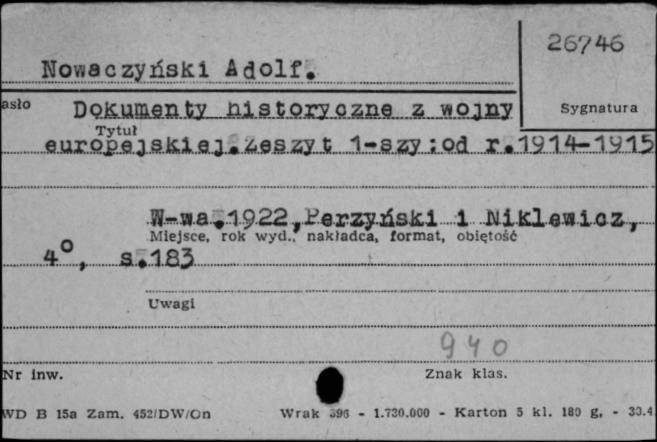 26746
Nowaczyński Adolf.
asło Dokumenty historyczne z wojny
Sygnatura
Tytuł
europejskiej.Zeszyt 1-szy:od r.1914-1915
W-wa.1922,Perzyński i Niklewicz,
Miejsce, rok wyd., nakładca, format, objętość
4°, s.183
Uwagi
940
Nr inw.
Znak klas.
WD B 15a Zam. 452/DW/On Wrak 396 - 1.730.000 - Karton 5 kl. 180 g. - 30.4